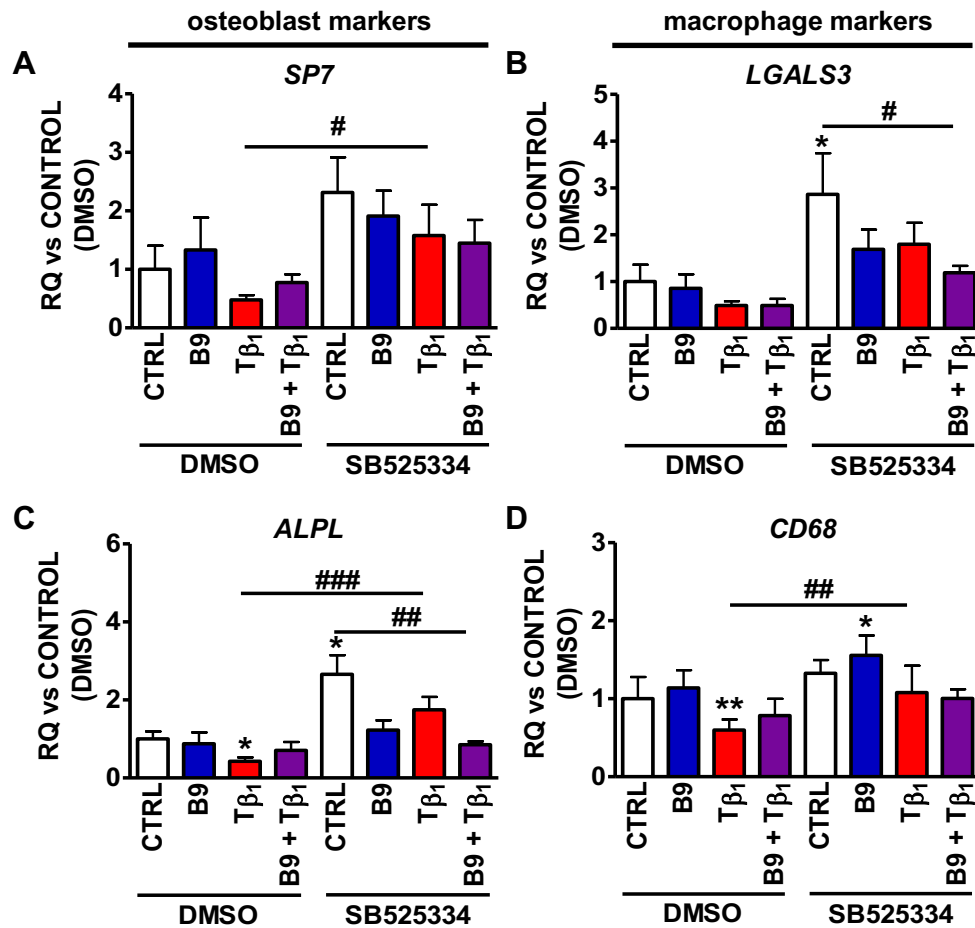 osteoblast markers
macrophage markers
A
SP7
RQ vs CONTROL
(DMSO)
4
3
2
1
0
#
CTRL
B9
Tβ1
B9 + Tβ1
CTRL
B9
Tβ1
B9 + Tβ1
DMSO
SB525334
B
LGALS3
RQ vs CONTROL
(DMSO)
5
4
3
2
1
0
*
#
CTRL
B9
Tβ1
B9 + Tβ1
CTRL
B9
Tβ1
B9 + Tβ1
DMSO
SB525334
C
ALPL
RQ vs CONTROL
(DMSO)
6
4
2
0
###
##
*
*
CTRL
B9
Tβ1
B9 + Tβ1
CTRL
B9
Tβ1
B9 + Tβ1
DMSO
SB525334
D
CD68
RQ vs CONTROL
(DMSO)
3
2
1
0
##
**
*
CTRL
B9
Tβ1
B9 + Tβ1
CTRL
B9
Tβ1
B9 + Tβ1
DMSO
SB525334